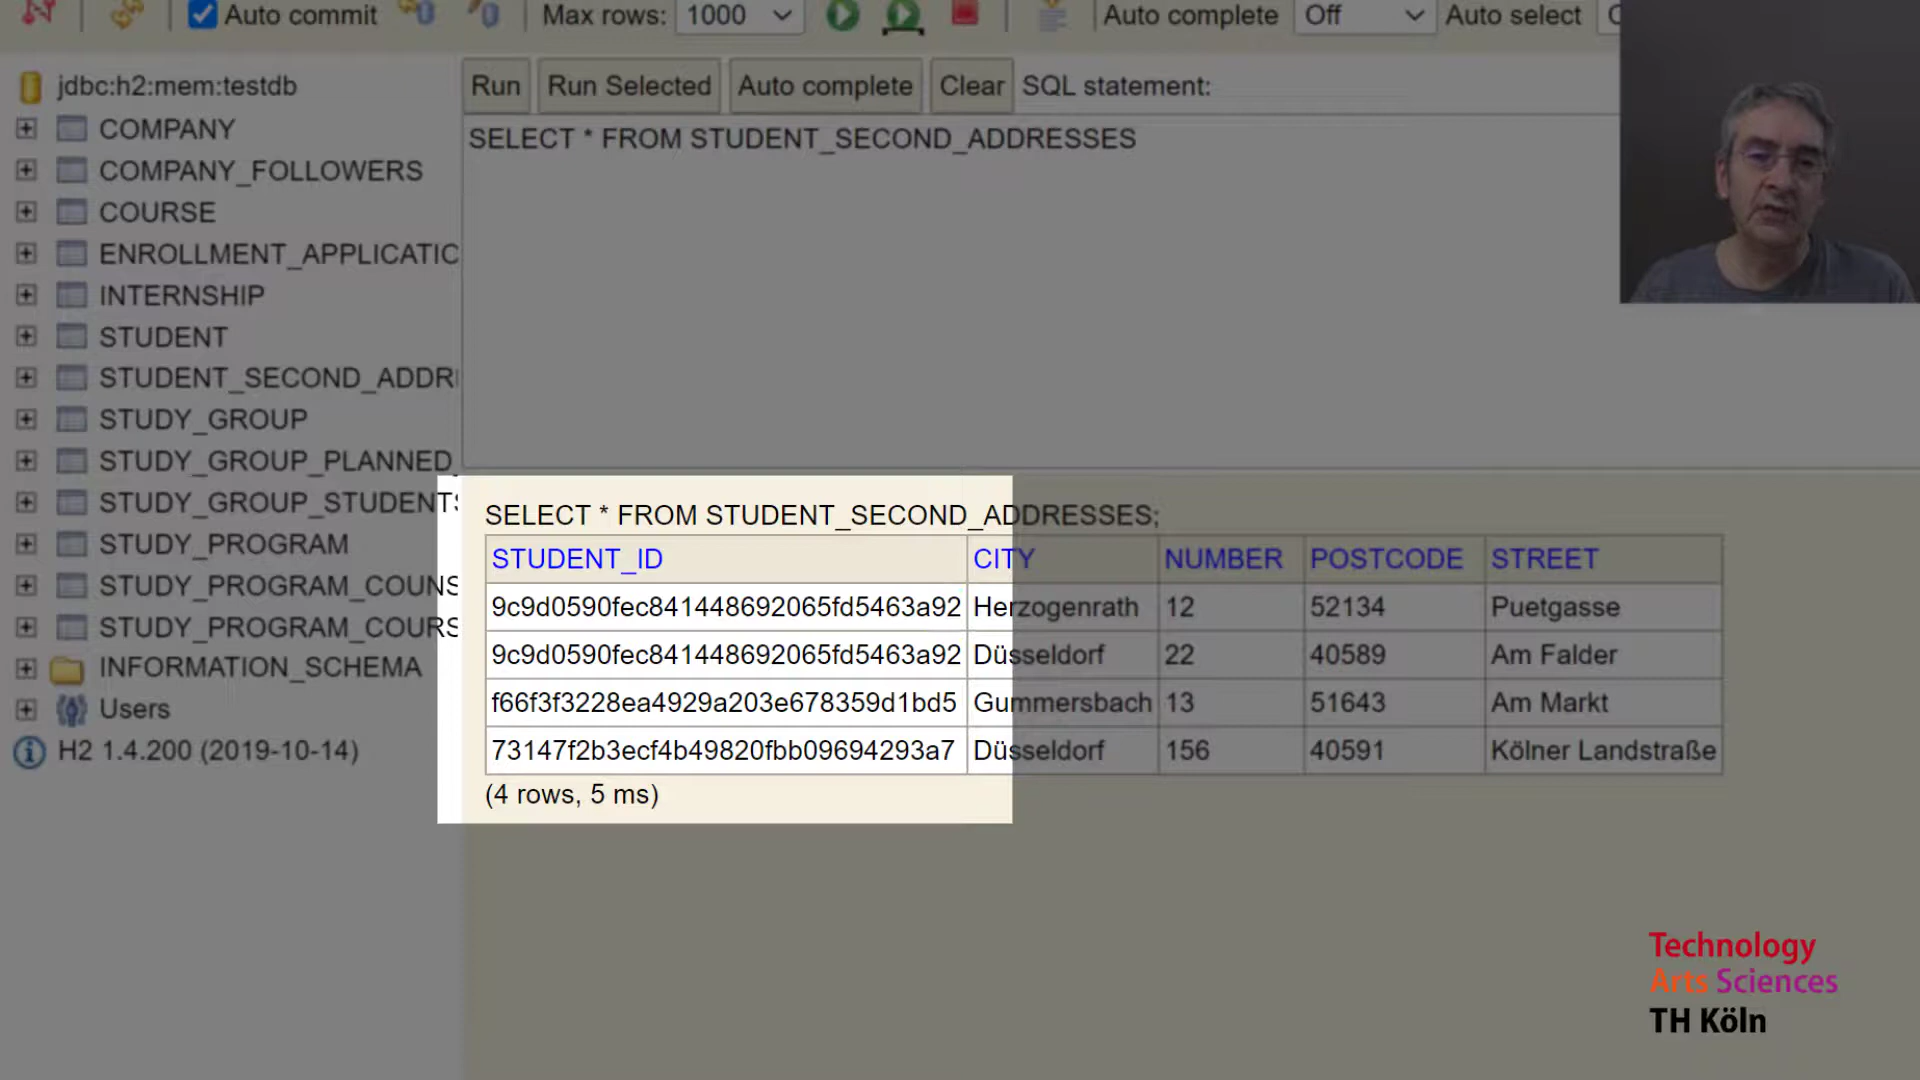 Auto commit Max rows: 1000 Auto complete Off Auto select
jdbc:h2:mem:testdb
COMPANY
COMPANY_FOLLOWERS
COURSE
ENROLLMENT_APPLICATIO
INTERNSHIP
STUDENT
STUDENT_SECOND_ADDR
STUDY_GROUP
STUDY_GROUP_PLANNED_
STUDY_GROUP_STUDENTS
STUDY_PROGRAM
STUDY_PROGRAM_COUNS
STUDY_PROGRAM_COURS
INFORMATION_SCHEMA
Users
H2 1.4.200 (2019-10-14)
Run Run Selected Auto complete Clear SQL statement:
SELECT * FROM STUDENT_SECOND_ADDRESSES
SELECT * FROM STUDENT_SECOND_ADDRESSES;
STUDENT_ID CITY NUMBER POSTCODE STREET
9c9d0590fec841448692065fd5463a92 Herzogenrath 12 52134 Puetgasse
9c9d0590fec841448692065fd5463a92 Düsseldorf 22 40589 Am Falder
f66f3f3228ea4929a203e678359d1bd5 Gummersbach 13 51643 Am Markt
73147f2b3ecf4b49820fbb09694293a7 Düsseldorf 156 40591 Kölner Landstraße
(4 rows, 5 ms)
Technology
Arts Sciences
TH Köln